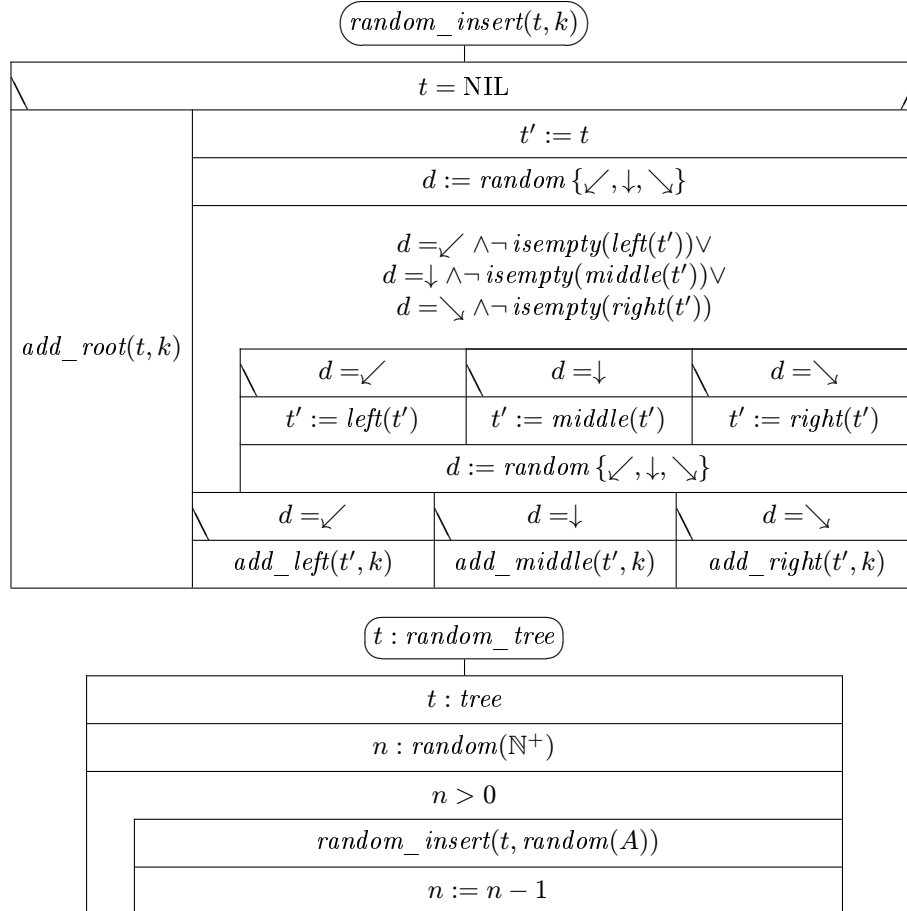 random_insert(t, k)
t = NIL
add_root(t, k)
t′ := t
d := random {↙, ↓, ↘}
d =↙ ∧¬ isempty(left(t′))∨
d =↓ ∧¬ isempty(middle(t′))∨
d =↘ ∧¬ isempty(right(t′))
d =↙ d =↓ d =↘
t′ := left(t′) t′ := middle(t′) t′ := right(t′)
d := random {↙, ↓, ↘}
d =↙ d =↓ d =↘
add_left(t′, k) add_middle(t′, k) add_right(t′, k)
t : random_tree
t : tree
n : random(ℕ⁺)
n > 0
random_insert(t, random(A))
n := n − 1